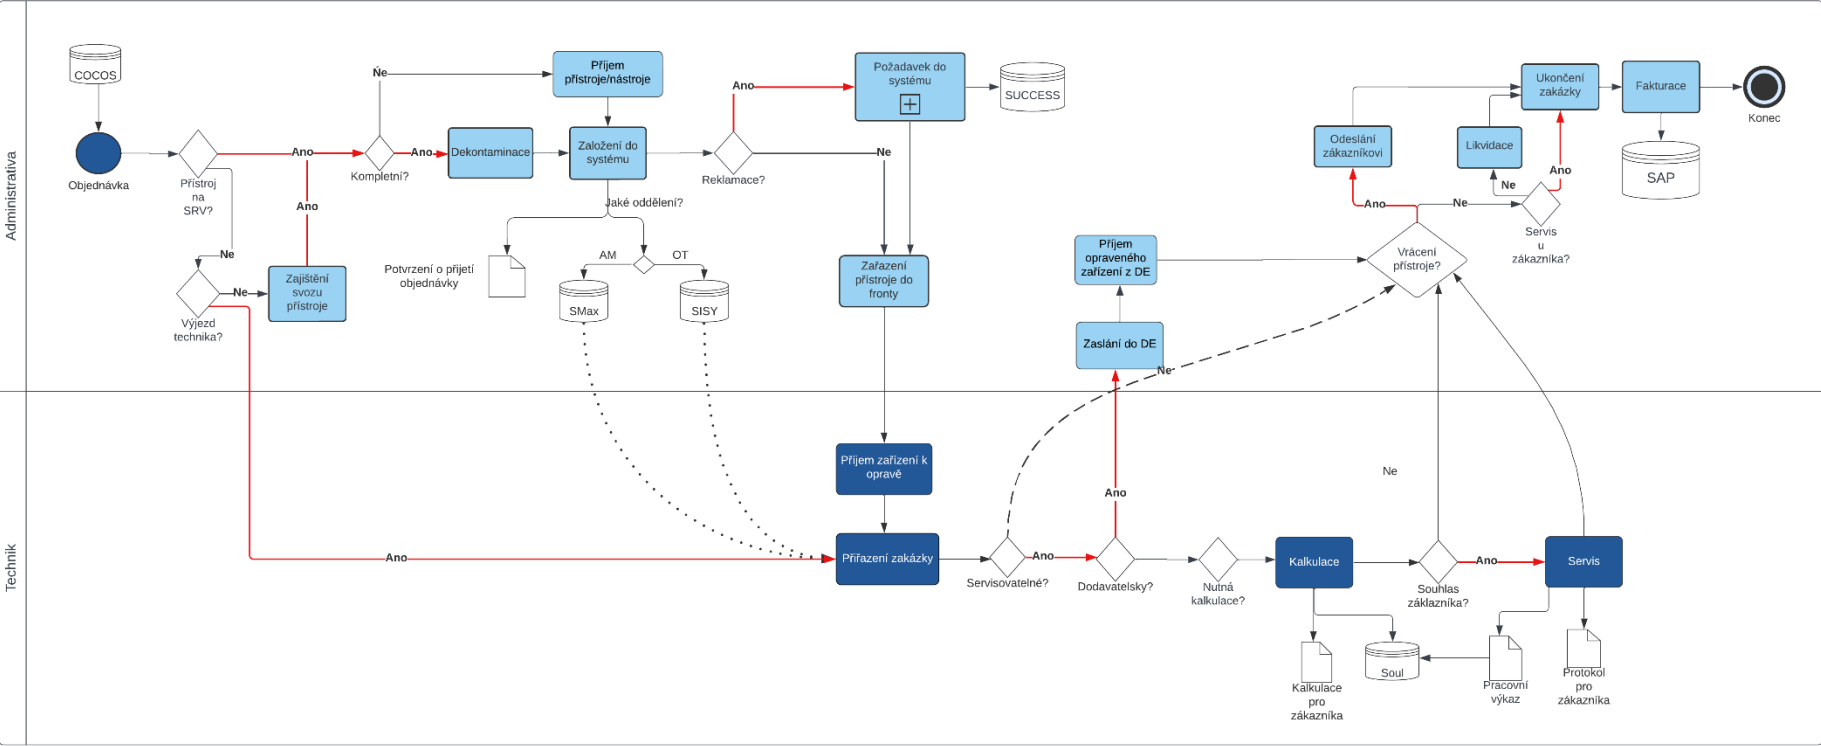 Administrativa
COCOS
Objednávka
Přístroj
na
SRV?
Ne
Výjezd
technika?
Ne
Zajištění
svozu
přístroje
Ano
Ano
Ne
Kompletní?
Ano
Dekontaminace
Příjem
přístroje/nástroje
Založení do
systému
Jaké oddělení?
Potvrzení o přijetí
objednávky
AM
OT
SMax
SISY
Reklamace?
Ano
Ne
Požadavek do
systému
SUCCESS
Zařazení
přístroje do
fronty
Příjem
opraveného
zařízení z DE
Zaslání do DE
Ne
Vrácení
přístroje?
Ano
Ne
Odeslání
zákazníkovi
Likvidace
Ne
Ano
Servis
u
zákazníka?
Ukončení
zakázky
Fakturace
SAP
Konec
Technik
Ano
Příjem zařízení k
opravě
Přiřazení zakázky
Servisovatelné?
Ano
Dodavatelsky?
Ano
Nutná
kalkulace?
Kalkulace
Kalkulace
pro
zákazníka
Soul
Ne
Souhlas
záklazníka?
Ano
Servis
Pracovní
výkaz
Protokol
pro
zákazníka